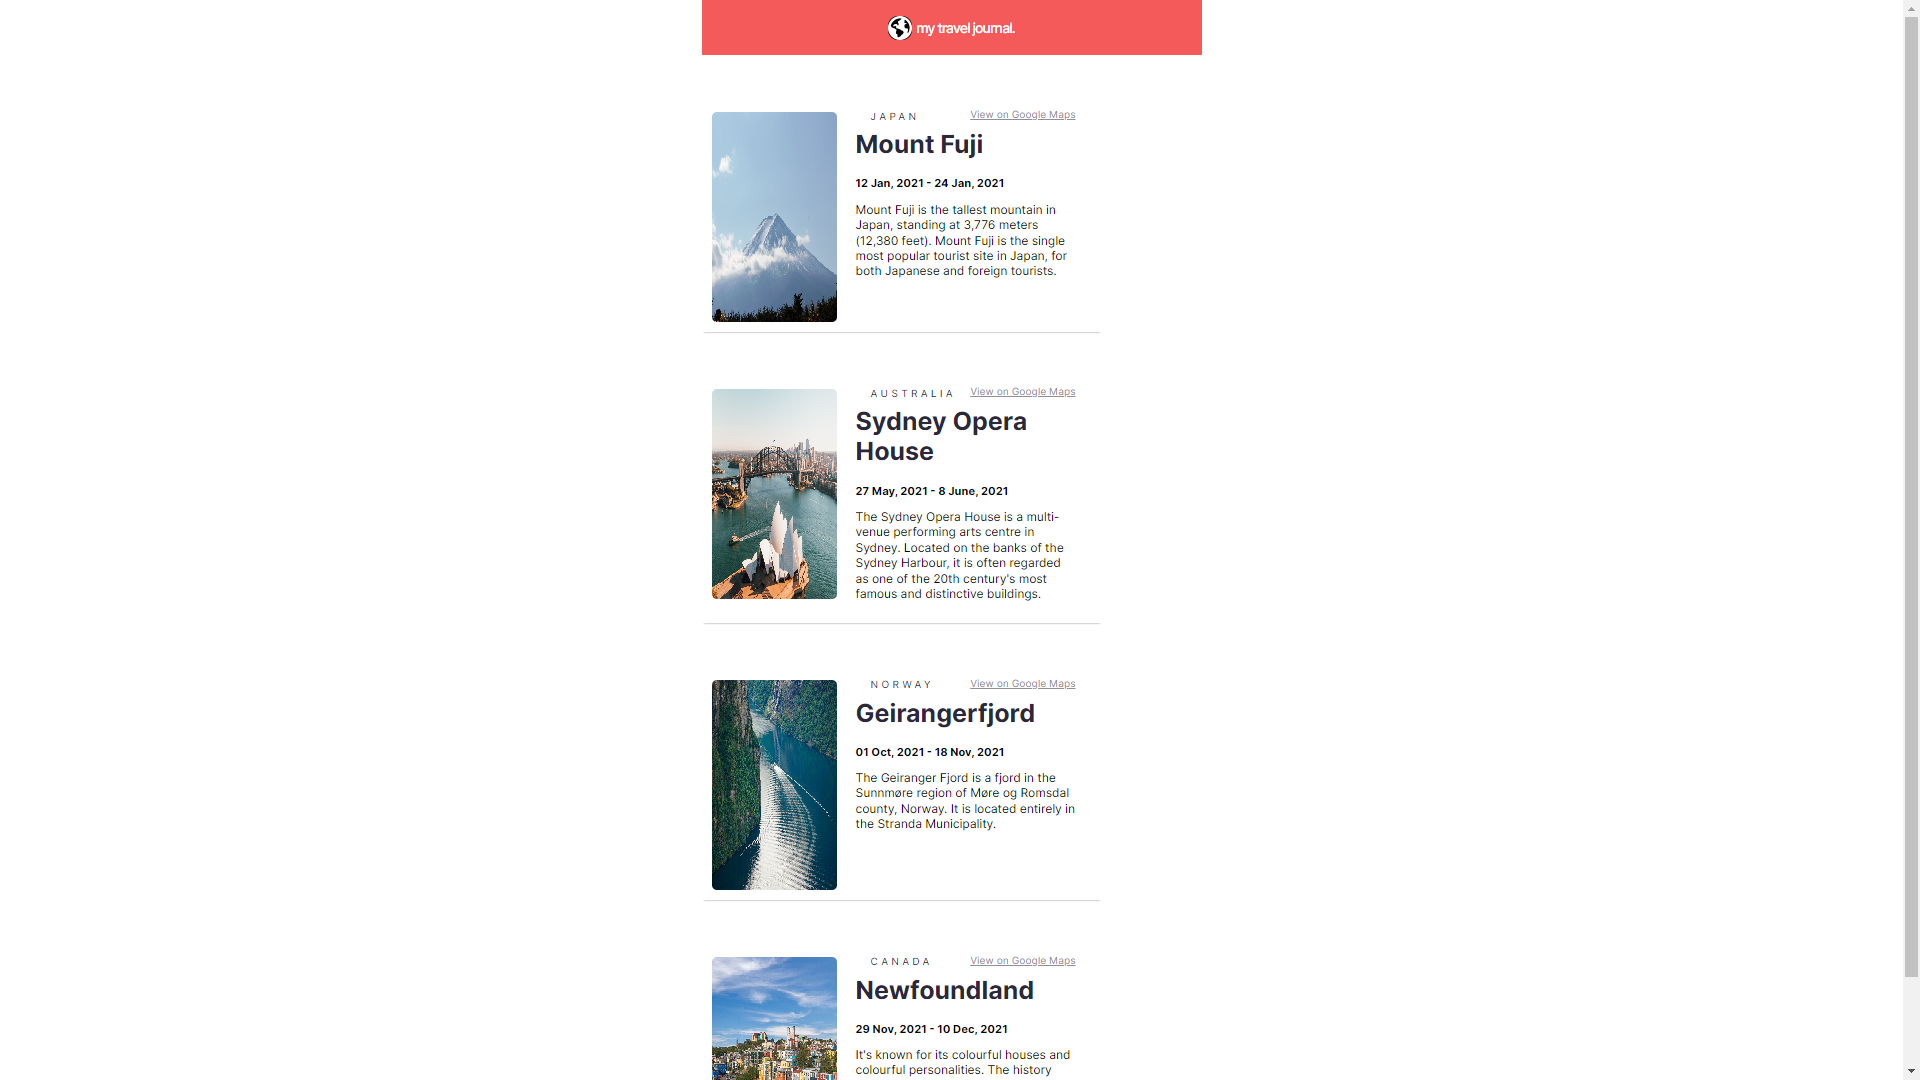 my travel journal.
JAPAN
View on Google Maps
Mount Fuji
12 Jan, 2021 - 24 Jan, 2021
Mount Fuji is the tallest mountain in
Japan, standing at 3,776 meters
(12,380 feet). Mount Fuji is the single
most popular tourist site in Japan, for
both Japanese and foreign tourists.
AUSTRALIA
View on Google Maps
Sydney Opera
House
27 May, 2021 - 8 June, 2021
The Sydney Opera House is a multi-
venue performing arts centre in
Sydney. Located on the banks of the
Sydney Harbour, it is often regarded
as one of the 20th century's most
famous and distinctive buildings.
NORWAY
View on Google Maps
Geirangerfjord
01 Oct, 2021 - 18 Nov, 2021
The Geiranger Fjord is a fjord in the
Sunnmøre region of Møre og Romsdal
county, Norway. It is located entirely in
the Stranda Municipality.
CANADA
View on Google Maps
Newfoundland
29 Nov, 2021 - 10 Dec, 2021
It's known for its colourful houses and
colourful personalities. The history